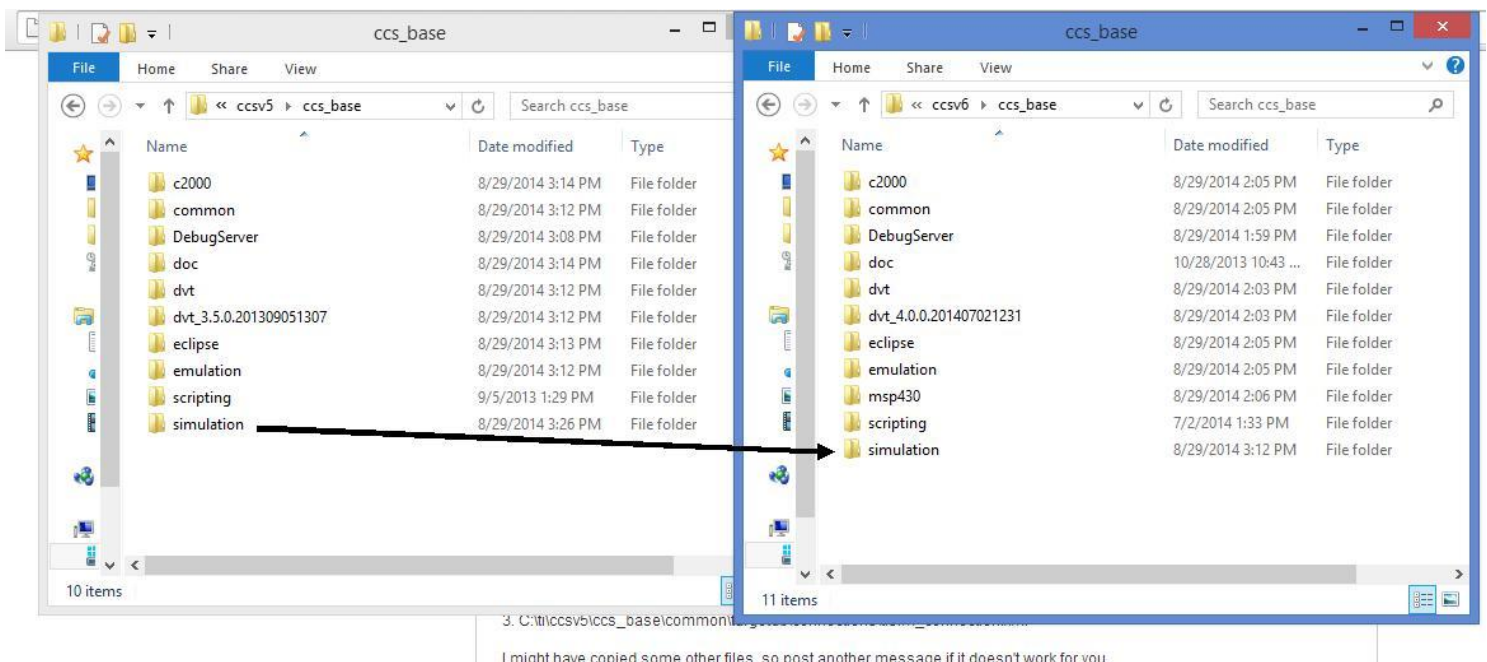 ccs_base
File Home Share View
« ccsv5 ▸ ccs_base Search ccs_base
Name Date modified Type
c2000 8/29/2014 3:14 PM File folder
common 8/29/2014 3:12 PM File folder
DebugServer 8/29/2014 3:08 PM File folder
doc 8/29/2014 3:14 PM File folder
dvt 8/29/2014 3:12 PM File folder
dvt_3.5.0.201309051307 8/29/2014 3:12 PM File folder
eclipse 8/29/2014 3:13 PM File folder
emulation 8/29/2014 3:12 PM File folder
scripting 9/5/2013 1:29 PM File folder
simulation 8/29/2014 3:26 PM File folder
10 items
ccs_base
File Home Share View
« ccsv6 ▸ ccs_base Search ccs_base
Name Date modified Type
c2000 8/29/2014 2:05 PM File folder
common 8/29/2014 2:05 PM File folder
DebugServer 8/29/2014 1:59 PM File folder
doc 10/28/2013 10:43 ... File folder
dvt 8/29/2014 2:03 PM File folder
dvt_4.0.0.201407021231 8/29/2014 2:03 PM File folder
eclipse 8/29/2014 2:05 PM File folder
emulation 8/29/2014 2:05 PM File folder
msp430 8/29/2014 2:06 PM File folder
scripting 7/2/2014 1:33 PM File folder
simulation 8/29/2014 3:12 PM File folder
11 items
3. C:\ti\ccsv5\ccs_base\common\
I might have copied some other files, so post another message if it doesn't work for you